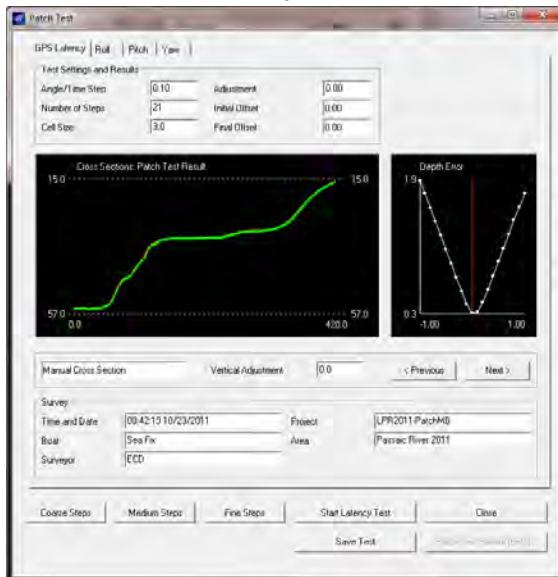 Patch Test
GPS Latency Roll Pitch Yaw
Test Settings and Results
Angle/Time Step 0.10 Adjustment 0.00
Number of Steps 21 Initial Offset 0.00
Cell Size 3.0 Final Offset 0.00
Cross Sections: Patch Test Result
15.0 15.0
57.0 57.0
0.0 420.0
Depth Error
1.9
0.3
-1.00 1.00
Manual Cross Section Vertical Adjustment 0.0 < Previous Next >
Survey
Time and Date 00:42:15 10/23/2011 Project LPR2011-PatchMB
Boat Sea Fix Area Passaic River 2011
Surveyor ECD
Coarse Steps Medium Steps Fine Steps Start Latency Test Close
Save Test